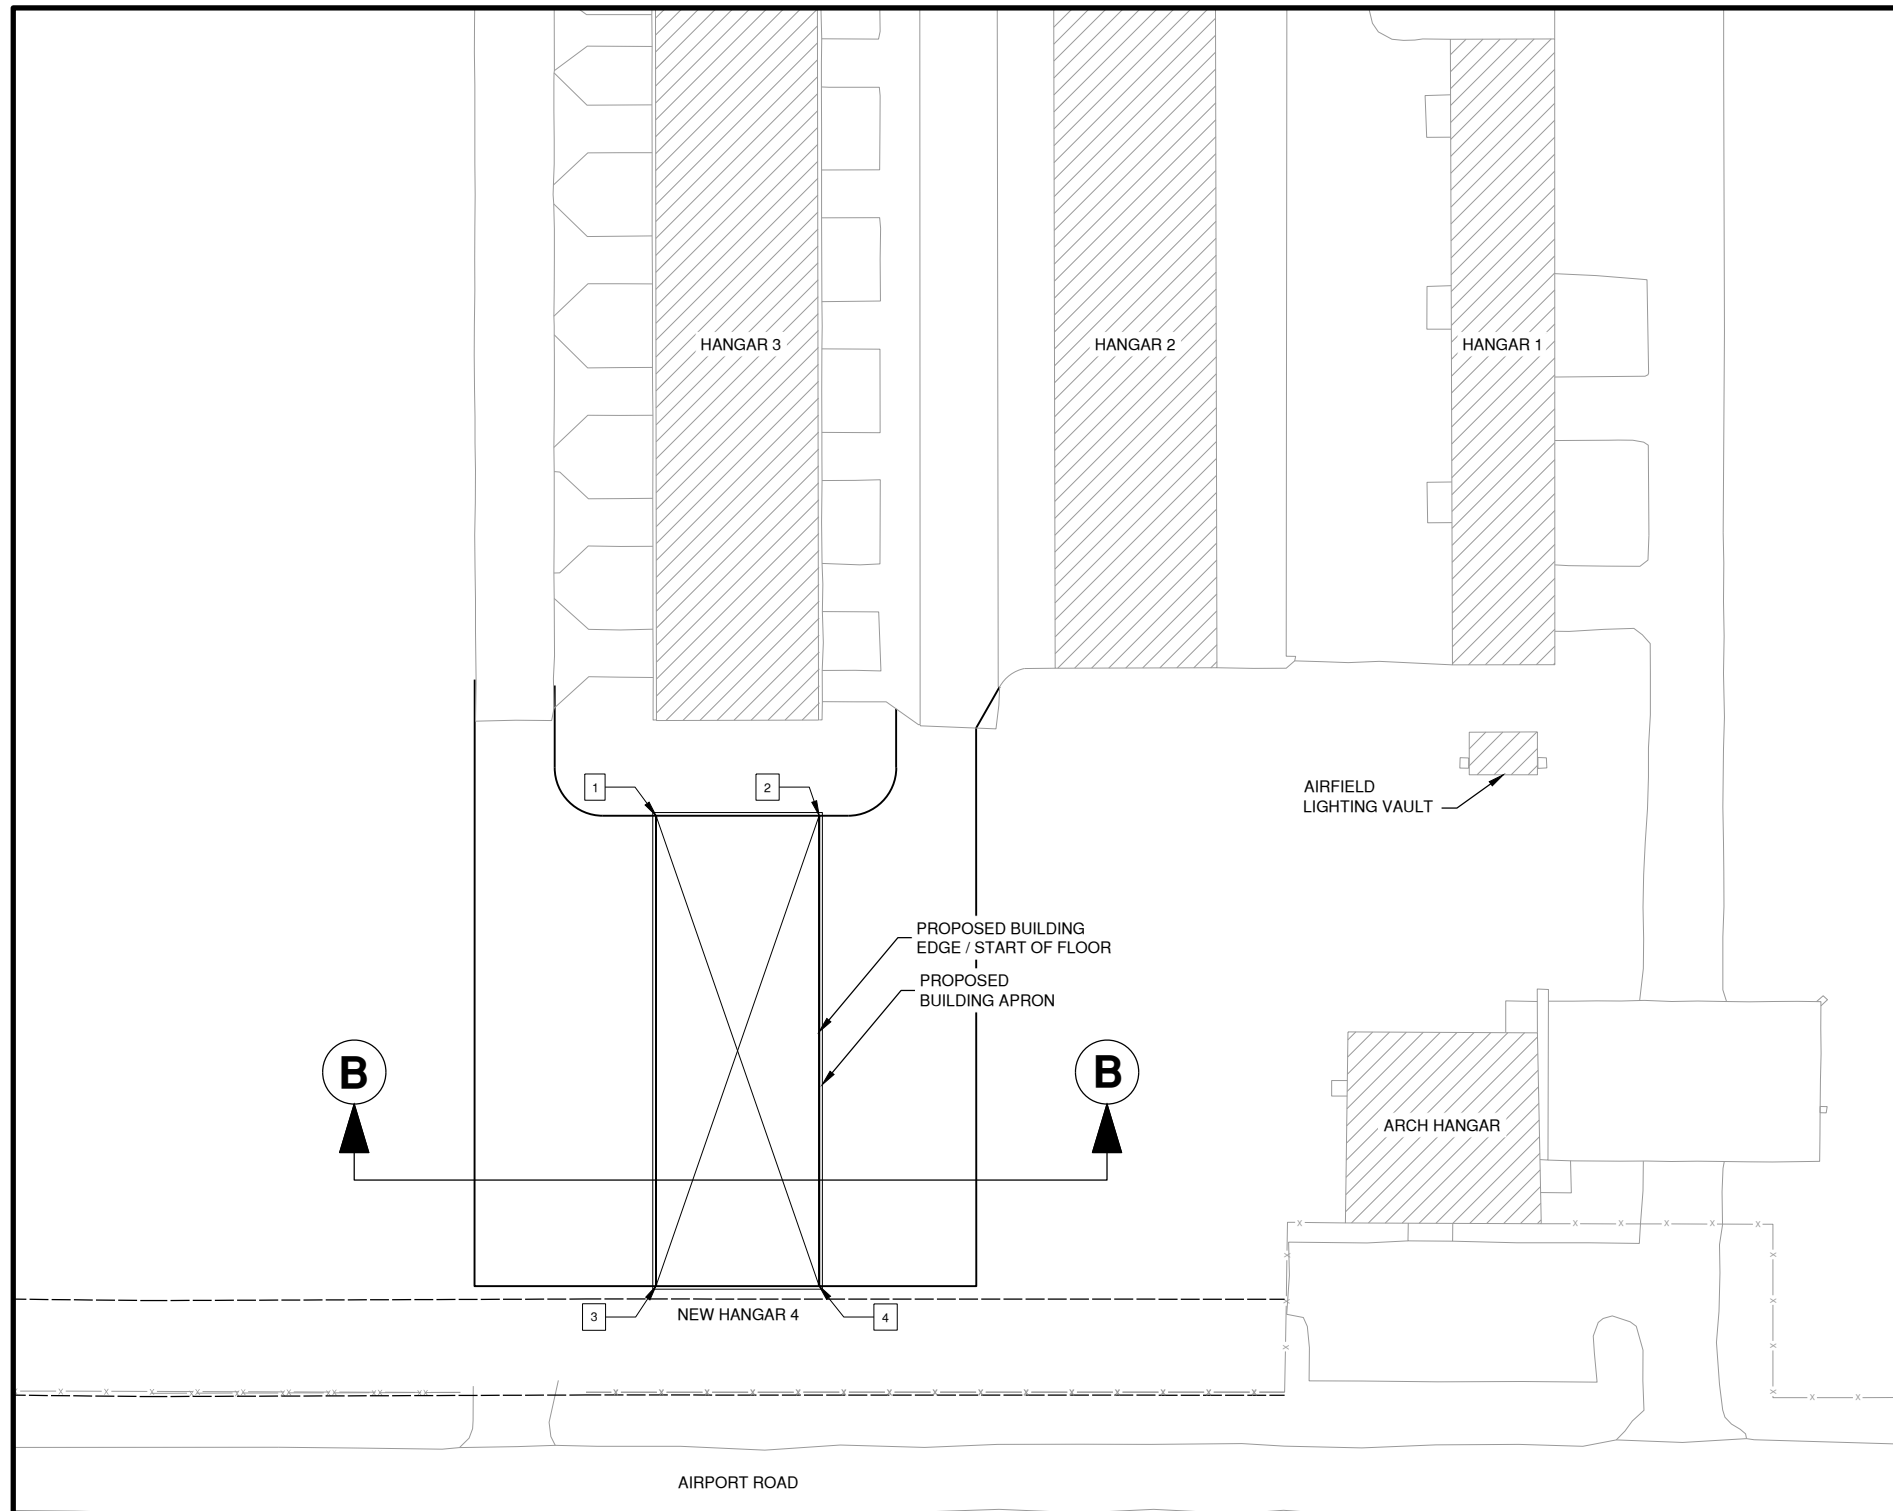 HANGAR 3
HANGAR 2
HANGAR 1
1
2
AIRFIELD
LIGHTING VAULT
PROPOSED BUILDING
EDGE / START OF FLOOR
PROPOSED
BUILDING APRON
B
B
ARCH HANGAR
3
NEW HANGAR 4
4
AIRPORT ROAD